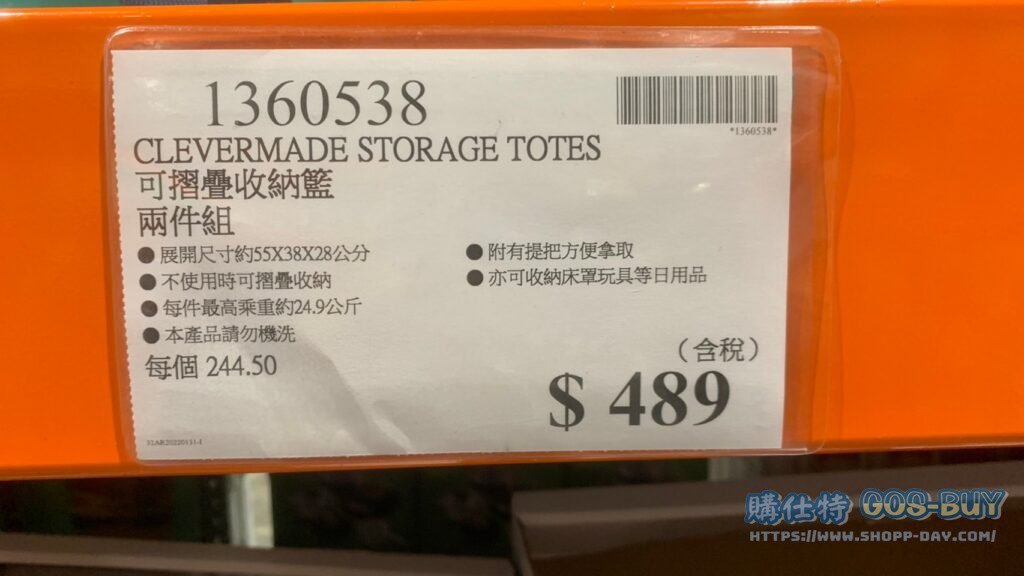 1360538
*1360538*
CLEVERMADE STORAGE TOTES
可摺疊收納籃
兩件組
●展開尺寸約55X38X28公分
●不使用時可摺疊收納
●每件最高乘重約24.9公斤
●本產品請勿機洗
●附有提把方便拿取
●亦可收納床罩玩具等日用品
每個 244.50
（含稅）
$ 489
購仕特 GOS-BUY
HTTPS://WWW.SHOPP-DAY.COM/